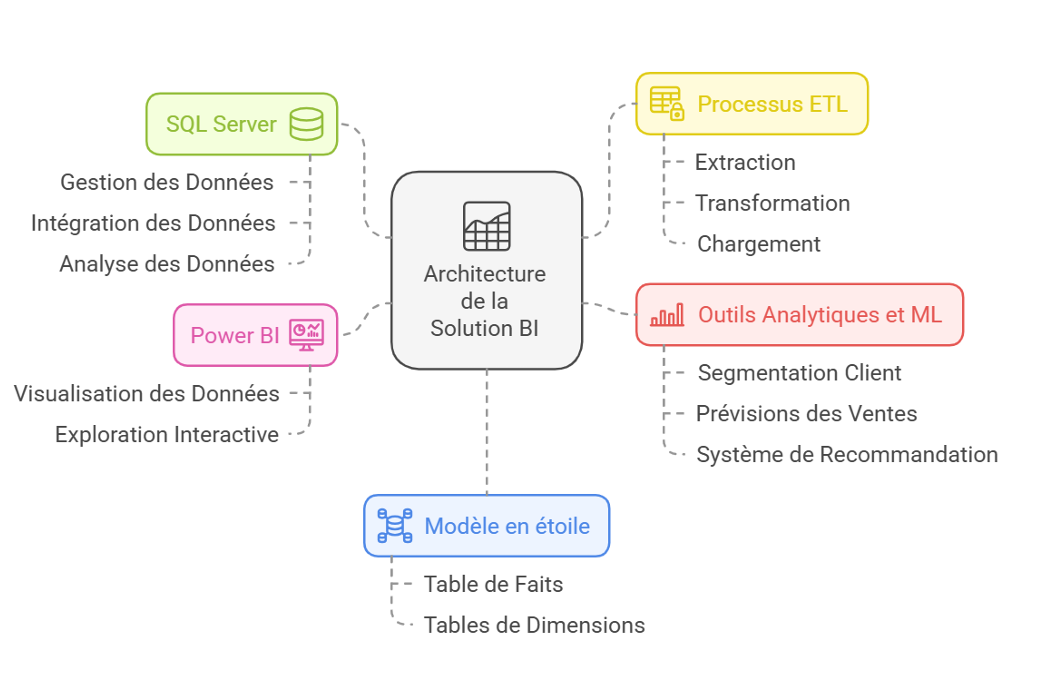 SQL Server
Gestion des Données
Intégration des Données
Analyse des Données
Power BI
Visualisation des Données
Exploration Interactive
Architecture
de la
Solution BI
Processus ETL
Extraction
Transformation
Chargement
Outils Analytiques et ML
Segmentation Client
Prévisions des Ventes
Système de Recommandation
Modèle en étoile
Table de Faits
Tables de Dimensions